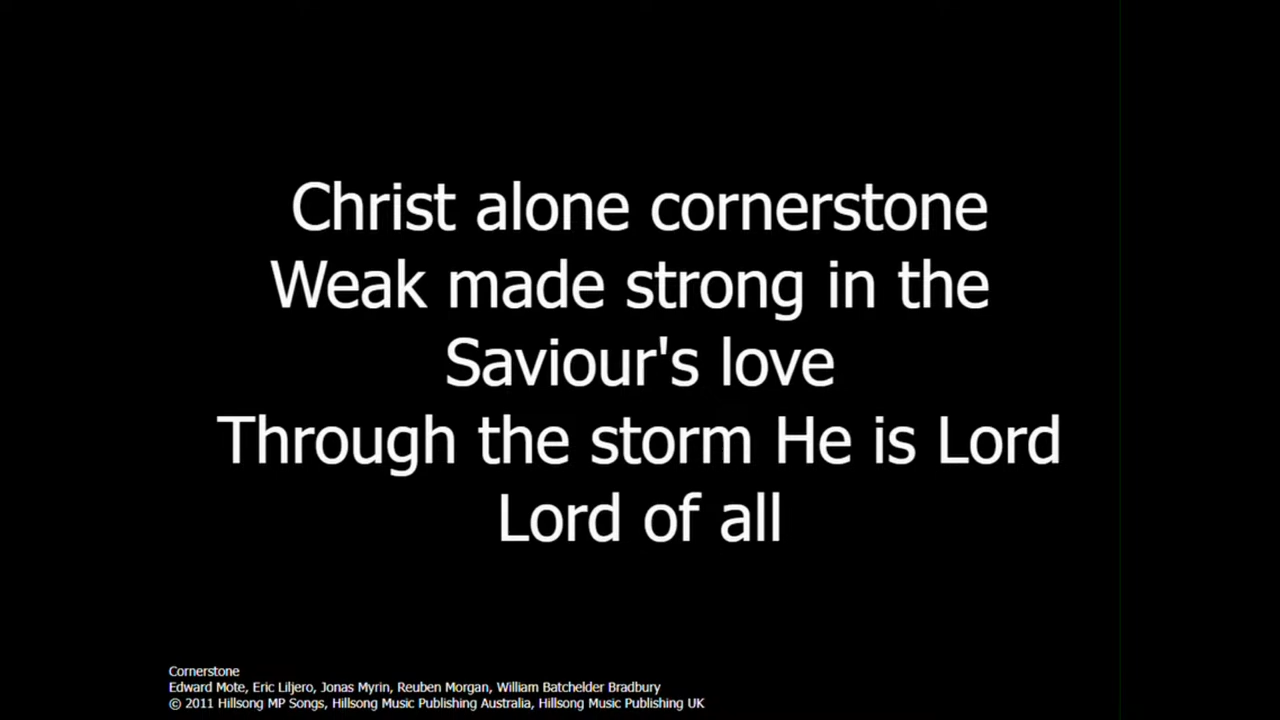 Christ alone cornerstone
Weak made strong in the
Saviour's love
Through the storm He is Lord
Lord of all
Cornerstone
Edward Mote, Eric Liljero, Jonas Myrin, Reuben Morgan, William Batchelder Bradbury
© 2011 Hillsong MP Songs, Hillsong Music Publishing Australia, Hillsong Music Publishing UK